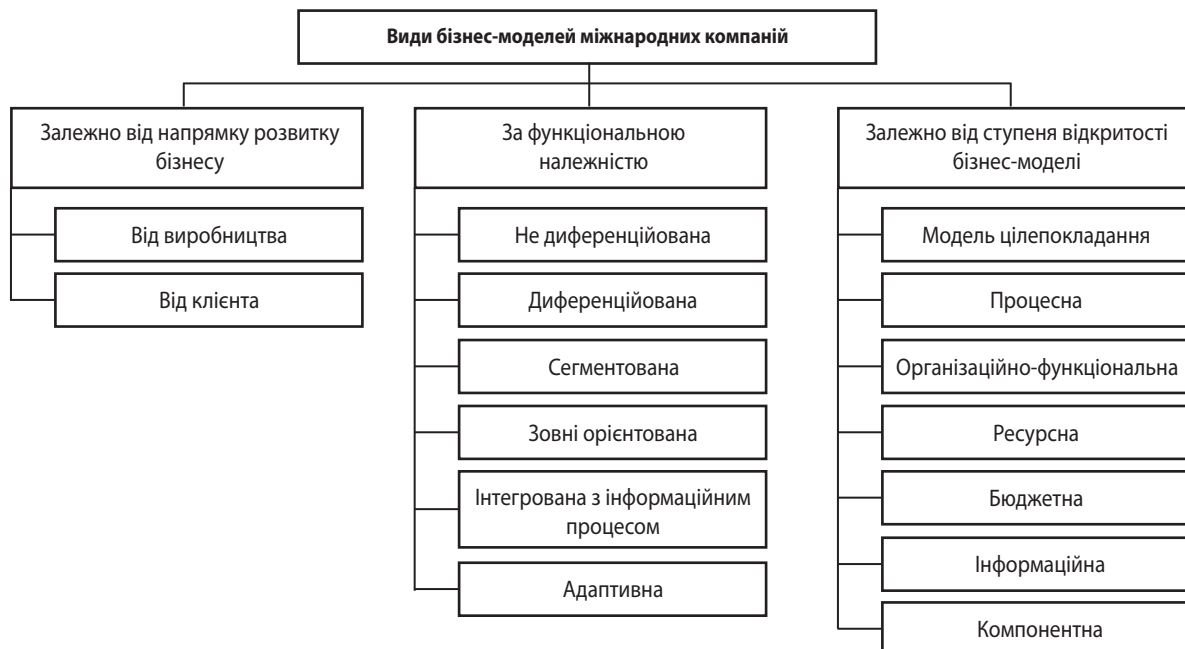 Види бізнес-моделей міжнародних компаній
Залежно від напрямку розвитку
бізнесу
Від виробництва
Від клієнта
За функціональною
належністю
Не диференційована
Диференційована
Сегментована
Зовні орієнтована
Інтегрована з інформаційним
процесом
Адаптивна
Залежно від ступеня відкритості
бізнес-моделі
Модель цілепокладання
Процесна
Організаційно-функціональна
Ресурсна
Бюджетна
Інформаційна
Компонентна